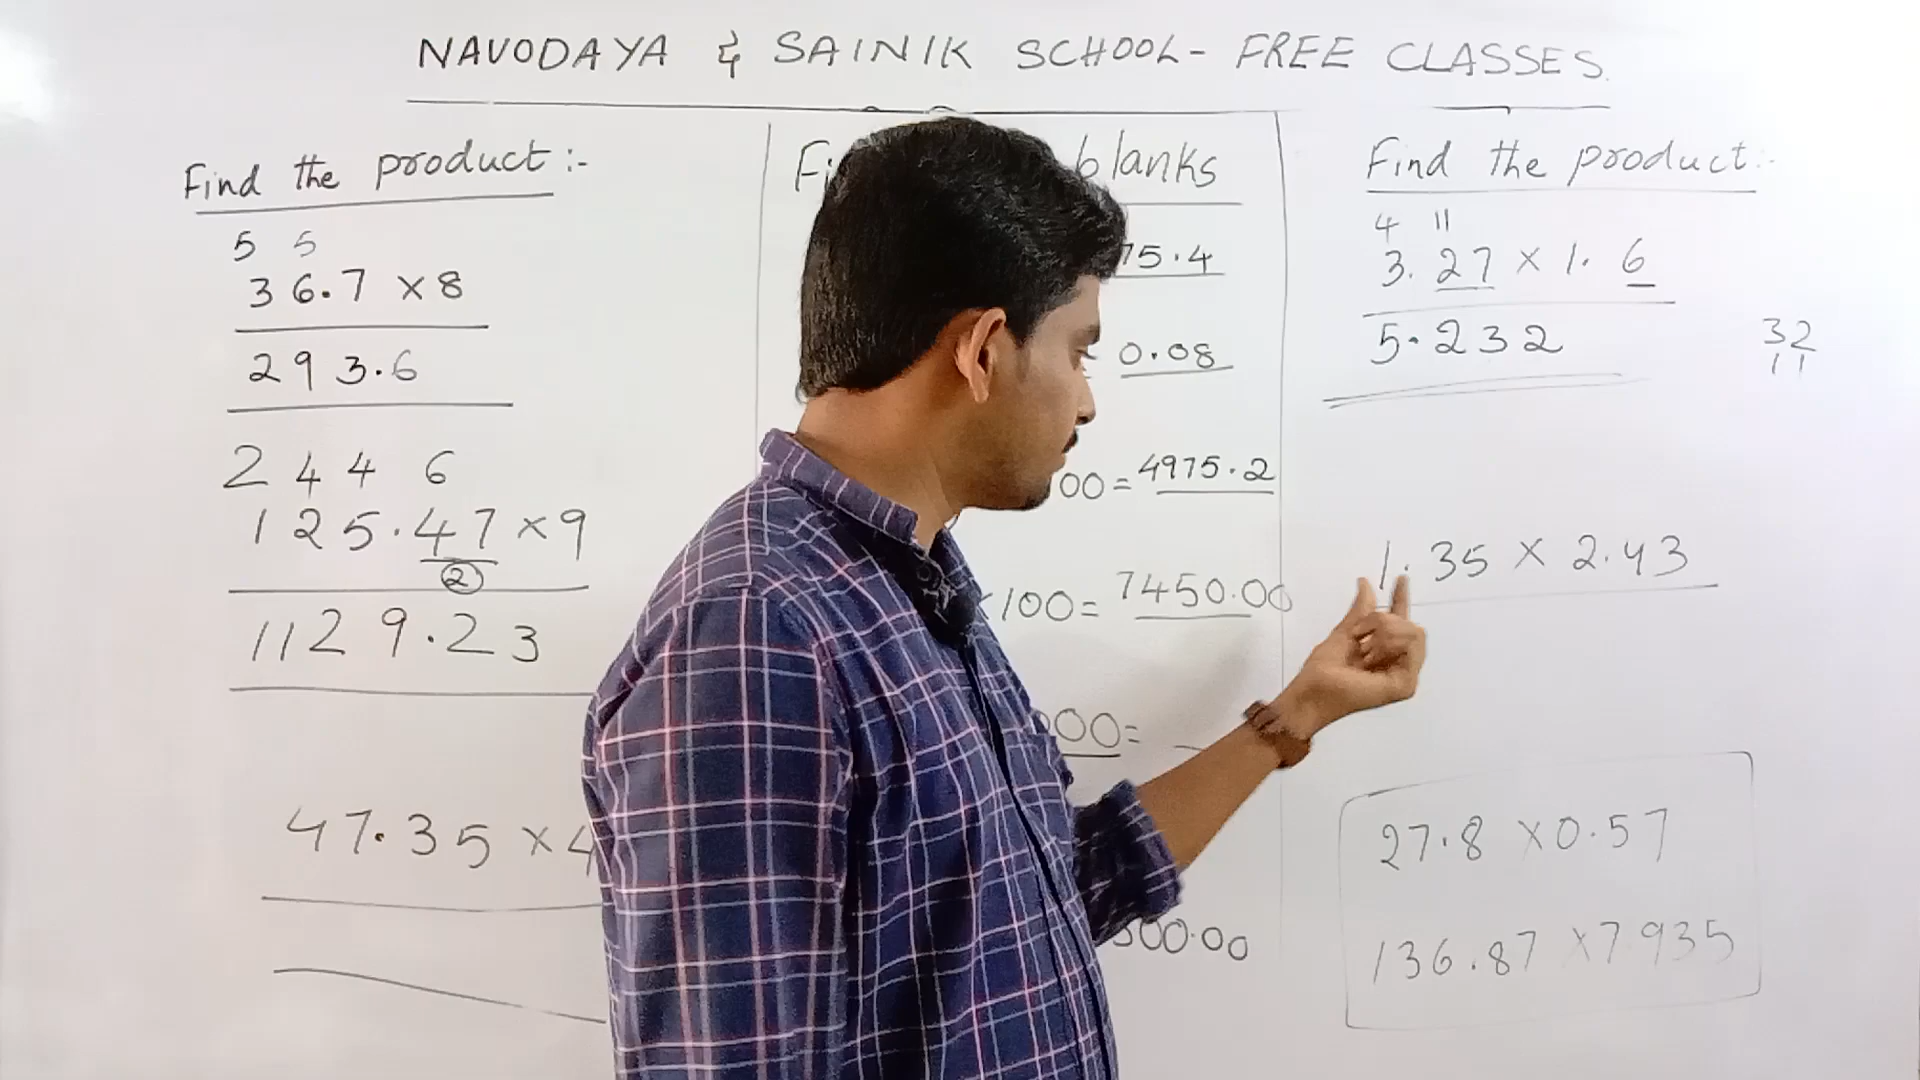 NAVODAYA & SAINIK SCHOOL - FREE CLASSES.
Find the product :-
5 5
36.7 × 8
293.6
2 4 4 6
125.47 × 9
2
1129.23
47.35 × 4
blanks
75.4
0.08
00 = 4975.2
100 = 7450.00
000 =
500.00
Find the product :-
4 11
3.27 × 1.6
5.232
32
11
1.35 × 2.43
27.8 × 0.57
136.87 × 7.935